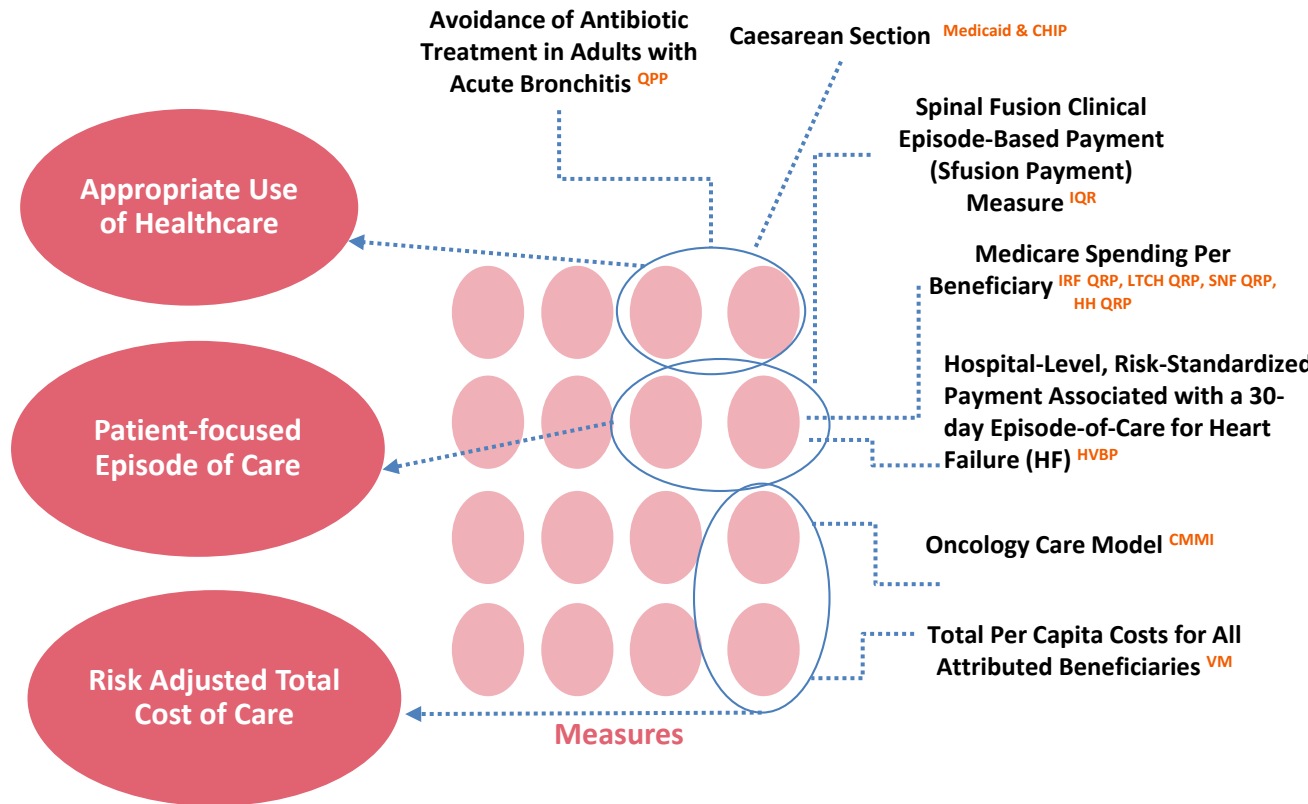 Avoidance of Antibiotic
Treatment in Adults with
Acute Bronchitis QPP
Caesarean Section Medicaid & CHIP
Spinal Fusion Clinical
Episode-Based Payment
(Sfusion Payment)
Measure IQR
Medicare Spending Per
Beneficiary IRF QRP, LTCH QRP, SNF QRP,
HH QRP
Hospital-Level, Risk-Standardized
Payment Associated with a 30-
day Episode-of-Care for Heart
Failure (HF) HVBP
Oncology Care Model CMMI
Total Per Capita Costs for All
Attributed Beneficiaries VM
Appropriate Use
of Healthcare
Patient-focused
Episode of Care
Risk Adjusted Total
Cost of Care
Measures